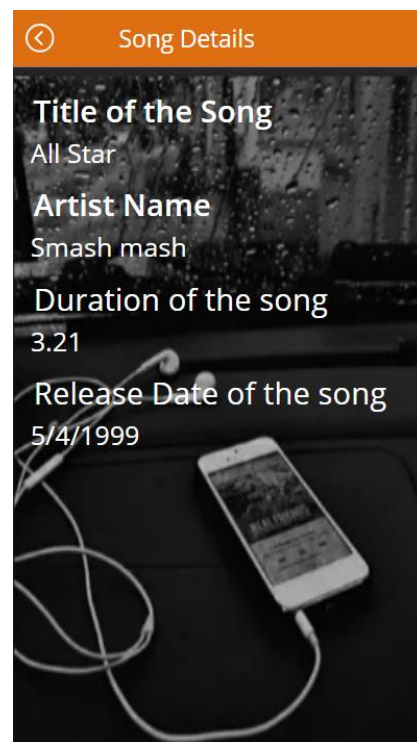 Song Details
Title of the Song
All Star
Artist Name
Smash mash
Duration of the song
3.21
Release Date of the song
5/4/1999